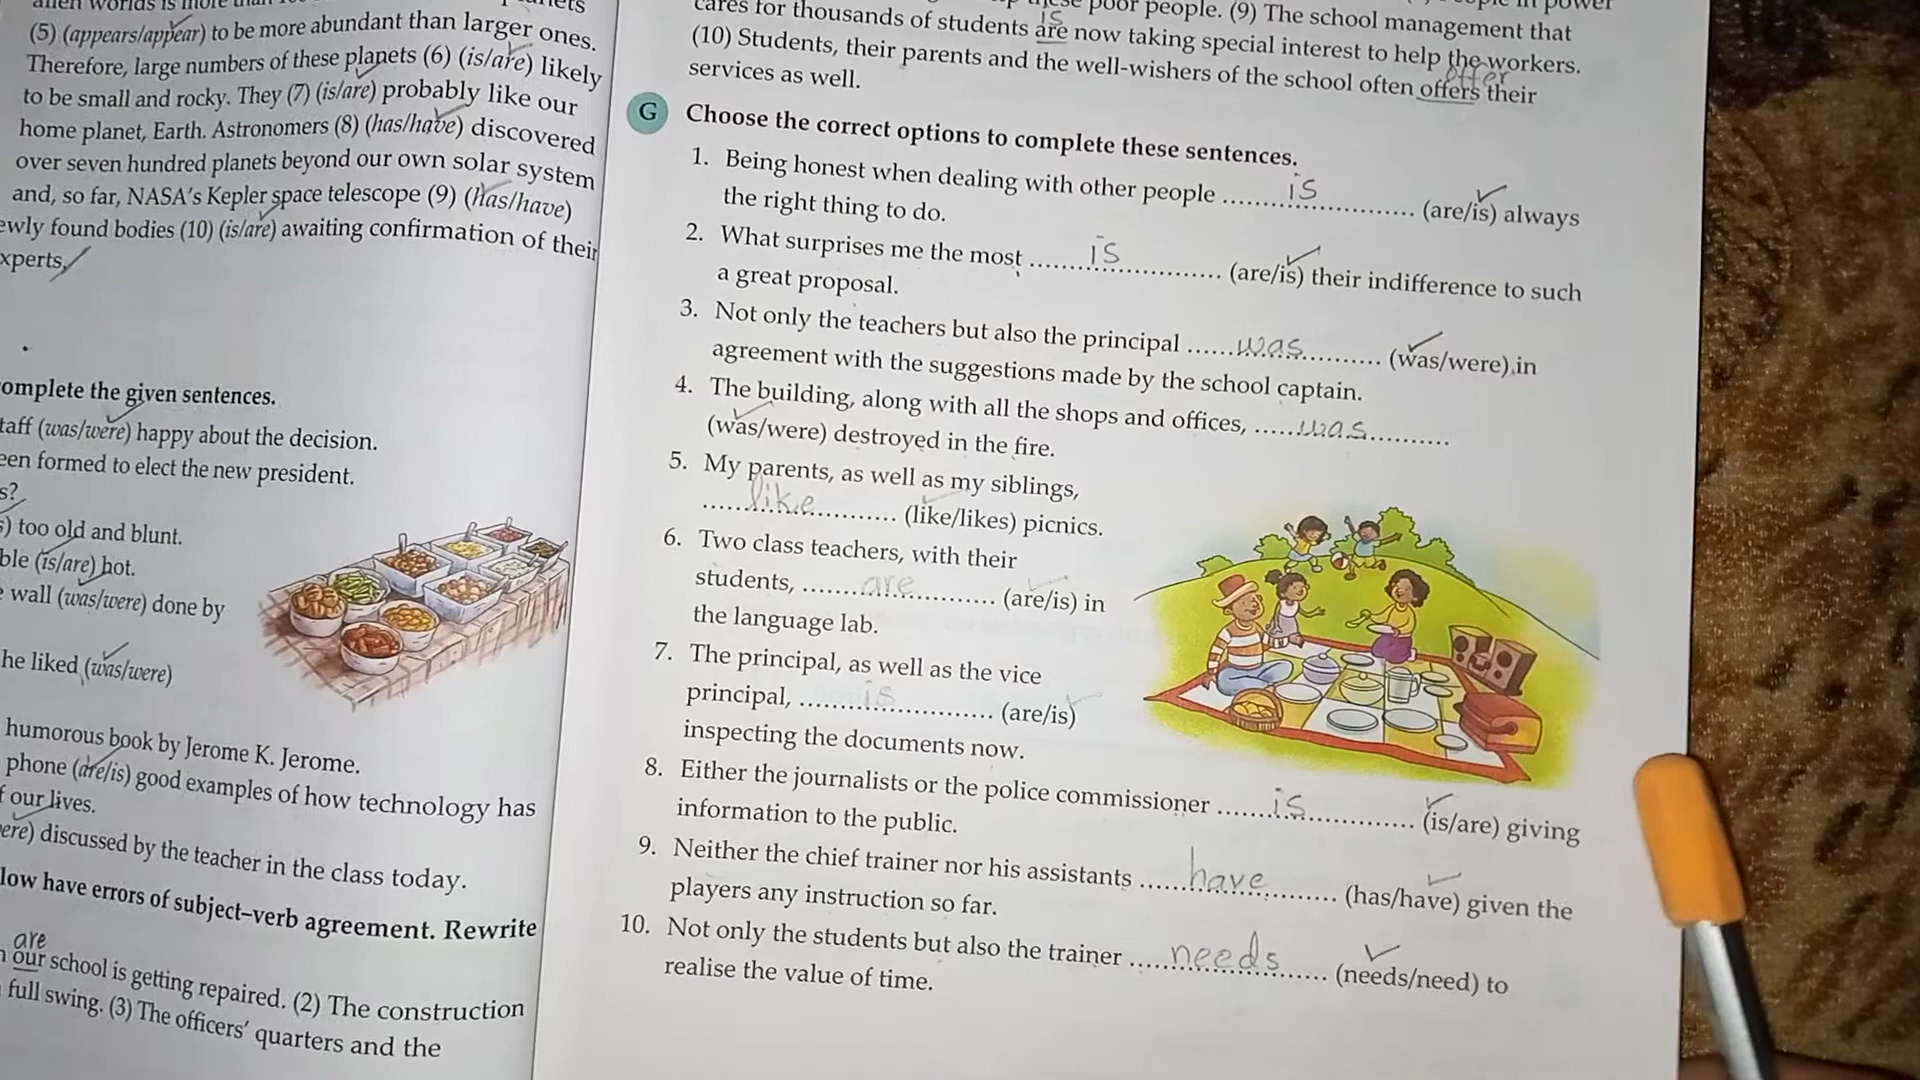 (5) (appears/appear) to be more abundant than larger ones.
Therefore, large numbers of these planets (6) (is/are) likely
to be small and rocky. They (7) (is/are) probably like our
home planet, Earth. Astronomers (8) (has/have) discovered
over seven hundred planets beyond our own solar system
and, so far, NASA's Kepler space telescope (9) (has/have)
ewly found bodies (10) (is/are) awaiting confirmation of their
xperts.
omplete the given sentences.
taff (was/were) happy about the decision.
een formed to elect the new president.
s?
s) too old and blunt.
ble (is/are) hot.
e wall (was/were) done by
he liked (was/were)
humorous book by Jerome K. Jerome.
phone (are/is) good examples of how technology has
f our lives.
ere) discussed by the teacher in the class today.
low have errors of subject–verb agreement. Rewrite
are
n our school is getting repaired. (2) The construction
full swing. (3) The officers' quarters and the
these poor people. (9) The school management that
is
cares for thousands of students are now taking special interest to help the workers.
offer
(10) Students, their parents and the well-wishers of the school often offers their
services as well.
G Choose the correct options to complete these sentences.
1. Being honest when dealing with other people ...... is ...... (are/is) always
the right thing to do.
2. What surprises me the most ...... is ...... (are/is) their indifference to such
a great proposal.
3. Not only the teachers but also the principal ...... was ...... (was/were) in
agreement with the suggestions made by the school captain.
4. The building, along with all the shops and offices, ...... was ......
(was/were) destroyed in the fire.
5. My parents, as well as my siblings,
...... like ...... (like/likes) picnics.
6. Two class teachers, with their
students, ...... are ...... (are/is) in
the language lab.
7. The principal, as well as the vice
principal, ...... is ...... (are/is)
inspecting the documents now.
8. Either the journalists or the police commissioner ...... is ...... (is/are) giving
information to the public.
9. Neither the chief trainer nor his assistants ...... have ...... (has/have) given the
players any instruction so far.
10. Not only the students but also the trainer ...... needs ...... (needs/need) to
realise the value of time.